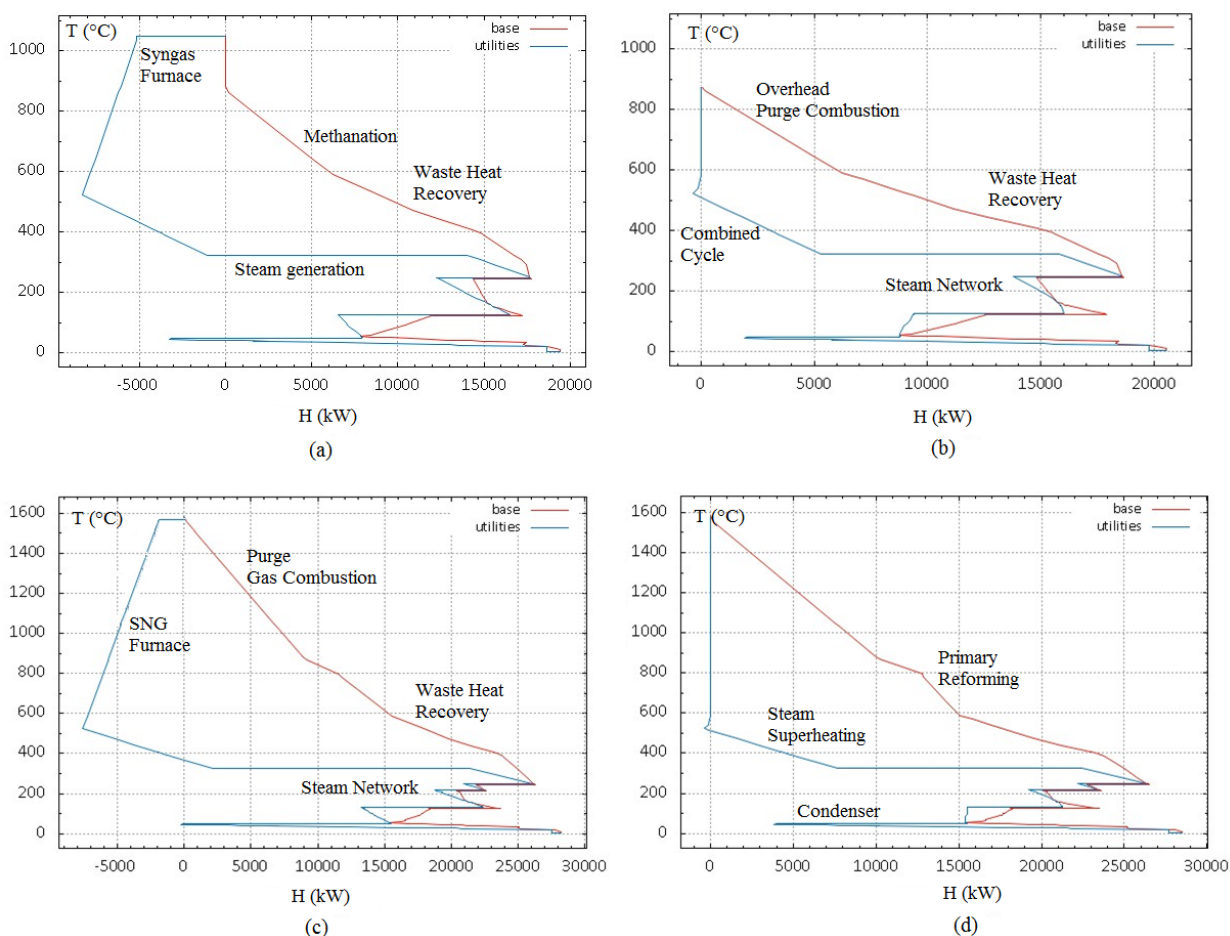 T (°C)
base
utilities
1000
800
600
400
200
0
Syngas
Furnace
Methanation
Waste Heat
Recovery
Steam generation
-5000
0
5000
10000
15000
20000
H (kW)
(a)
T (°C)
base
utilities
1000
800
600
400
200
0
Overhead
Purge Combustion
Waste Heat
Recovery
Combined
Cycle
Steam Network
0
5000
10000
15000
20000
H (kW)
(b)
T (°C)
base
utilities
1600
1400
1200
1000
800
600
400
200
0
Purge
Gas Combustion
SNG
Furnace
Waste Heat
Recovery
Steam Network
-5000
0
5000
10000
15000
20000
25000
30000
H (kW)
(c)
T (°C)
base
utilities
1600
1400
1200
1000
800
600
400
200
0
Primary
Reforming
Steam
Superheating
Condenser
0
5000
10000
15000
20000
25000
30000
H (kW)
(d)